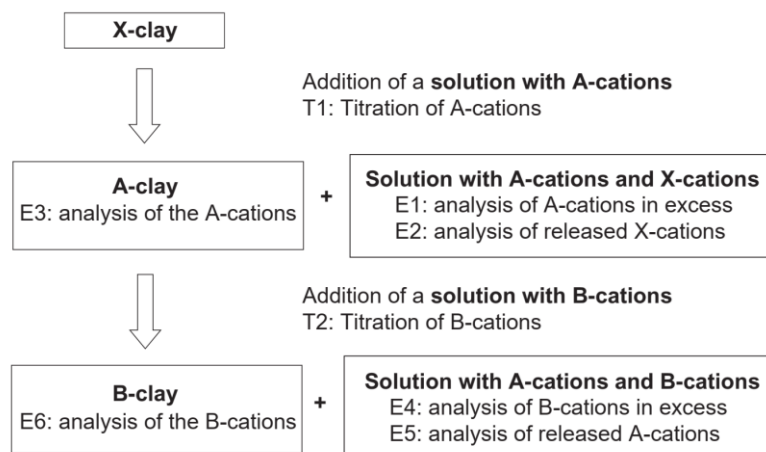 X-clay
Addition of a solution with A-cations
T1: Titration of A-cations
A-clay
E3: analysis of the A-cations
+
Solution with A-cations and X-cations
E1: analysis of A-cations in excess
E2: analysis of released X-cations
Addition of a solution with B-cations
T2: Titration of B-cations
B-clay
E6: analysis of the B-cations
+
Solution with A-cations and B-cations
E4: analysis of B-cations in excess
E5: analysis of released A-cations